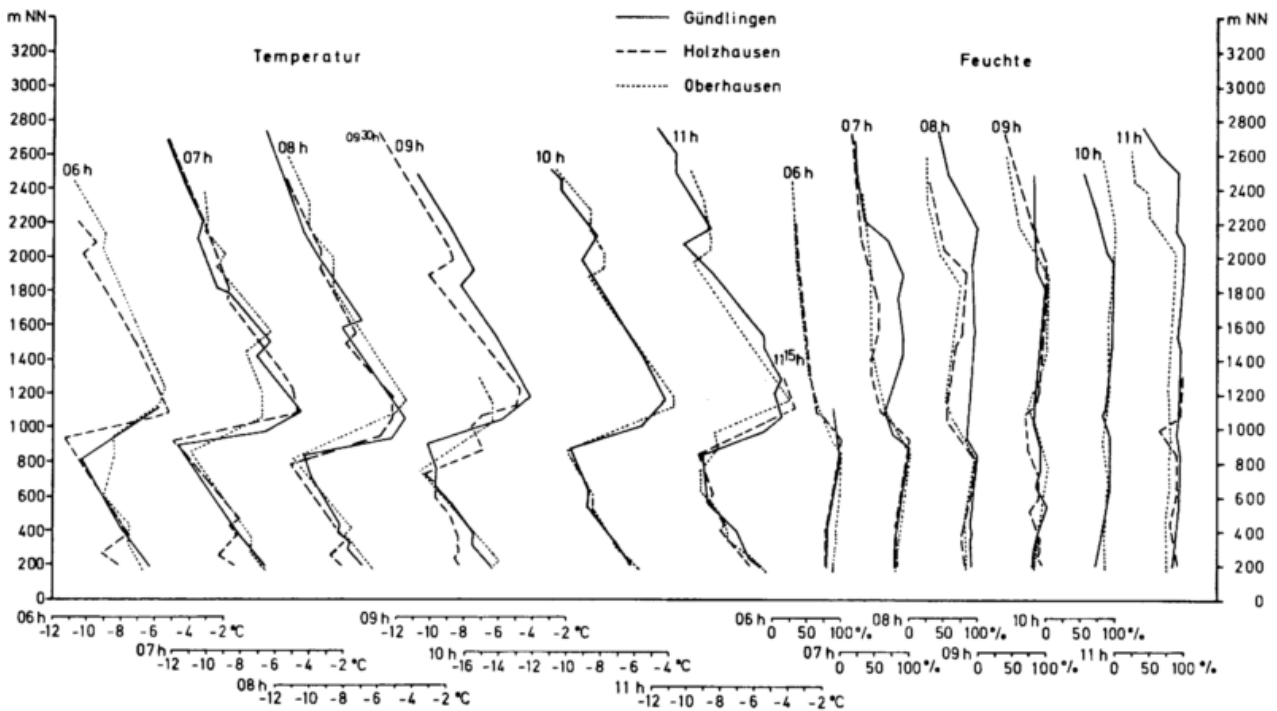 m NN
Gündlingen
m NN
3200
3200
Temperatur
Holzhausen
Feuchte
3000
3000
Oberhausen
2800
2800
09 30h
11 h
07 h
08 h
09 h
2600
06 h
07 h
08 h
09 h
10 h
06 h
10 h
11 h
2600
2400
2400
2200
2200
2000
2000
1800
1800
1600
1600
1400
11 15h
1400
1200
1200
1000
1000
800
800
600
600
400
400
200
200
0
0
06 h
-12 -10 -8 -6 -4 -2 °C
09 h
-12 -10 -8 -6 -4 -2 °C
06 h
0 50 100 %
08 h
0 50 100 %
10 h
0 50 100 %
07 h
-12 -10 -8 -6 -4 -2 °C
10 h
-16 -14 -12 -10 -8 -6 -4 °C
07 h
0 50 100 %
09 h
0 50 100 %
11 h
0 50 100 %
08 h
-12 -10 -8 -6 -4 -2 °C
11 h
-12 -10 -8 -6 -4 -2 °C